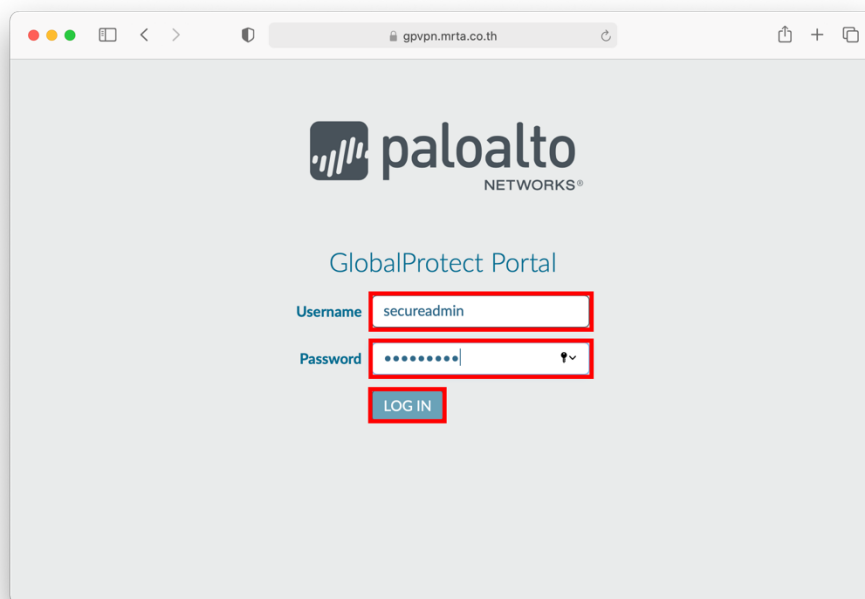 gpvpn.mrta.co.th
paloalto
NETWORKS®
GlobalProtect Portal
Username secureadmin
Password •••••••••
LOG IN